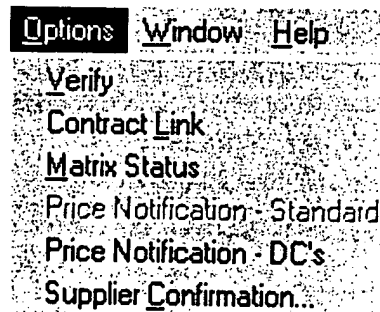 Options Window Help
Verify
Contract Link
Matrix Status
Price Notification - Standard
Price Notification - DC's
Supplier Confirmation...